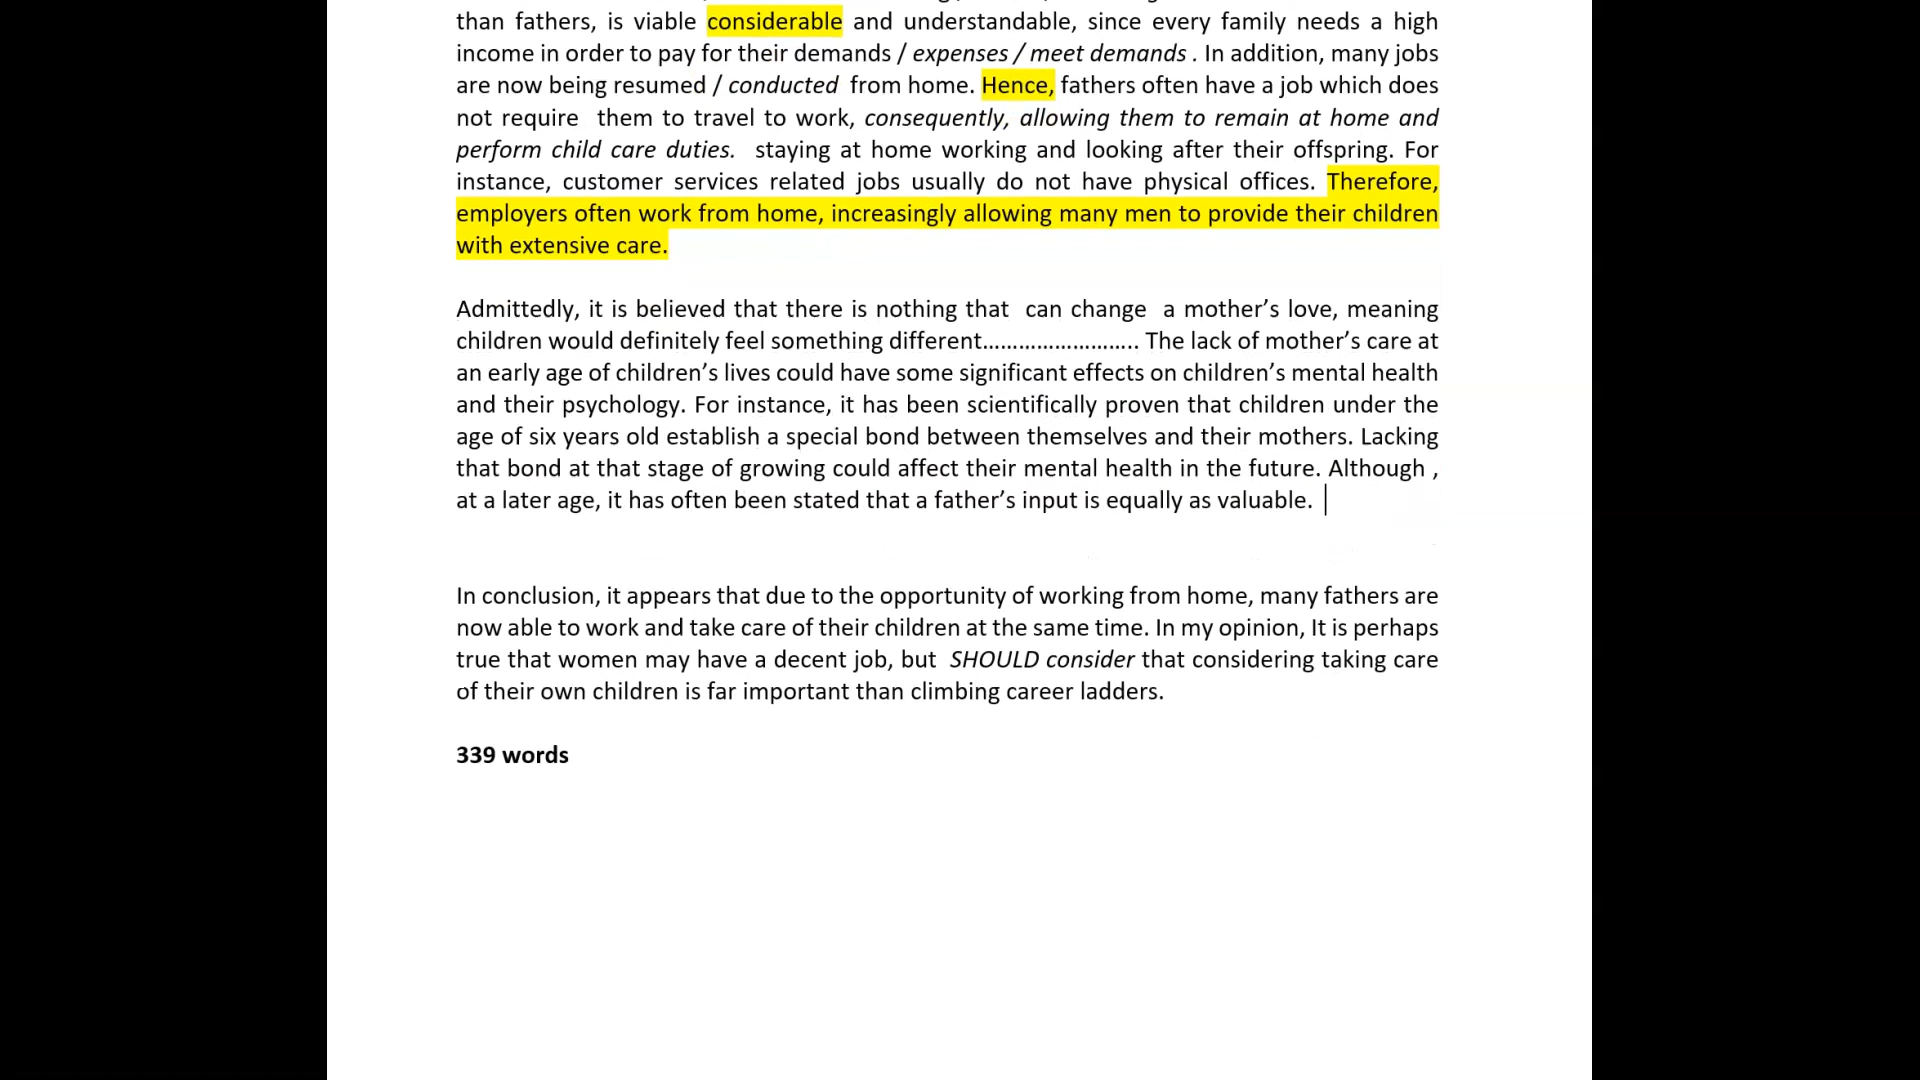 than fathers, is viable considerable and understandable, since every family needs a high
income in order to pay for their demands / expenses / meet demands . In addition, many jobs
are now being resumed / conducted from home. Hence, fathers often have a job which does
not require them to travel to work, consequently, allowing them to remain at home and
perform child care duties. staying at home working and looking after their offspring. For
instance, customer services related jobs usually do not have physical offices. Therefore,
employers often work from home, increasingly allowing many men to provide their children
with extensive care.
Admittedly, it is believed that there is nothing that can change a mother’s love, meaning
children would definitely feel something different…………………….. The lack of mother’s care at
an early age of children’s lives could have some significant effects on children’s mental health
and their psychology. For instance, it has been scientifically proven that children under the
age of six years old establish a special bond between themselves and their mothers. Lacking
that bond at that stage of growing could affect their mental health in the future. Although ,
at a later age, it has often been stated that a father’s input is equally as valuable.
In conclusion, it appears that due to the opportunity of working from home, many fathers are
now able to work and take care of their children at the same time. In my opinion, It is perhaps
true that women may have a decent job, but SHOULD consider that considering taking care
of their own children is far important than climbing career ladders.
339 words